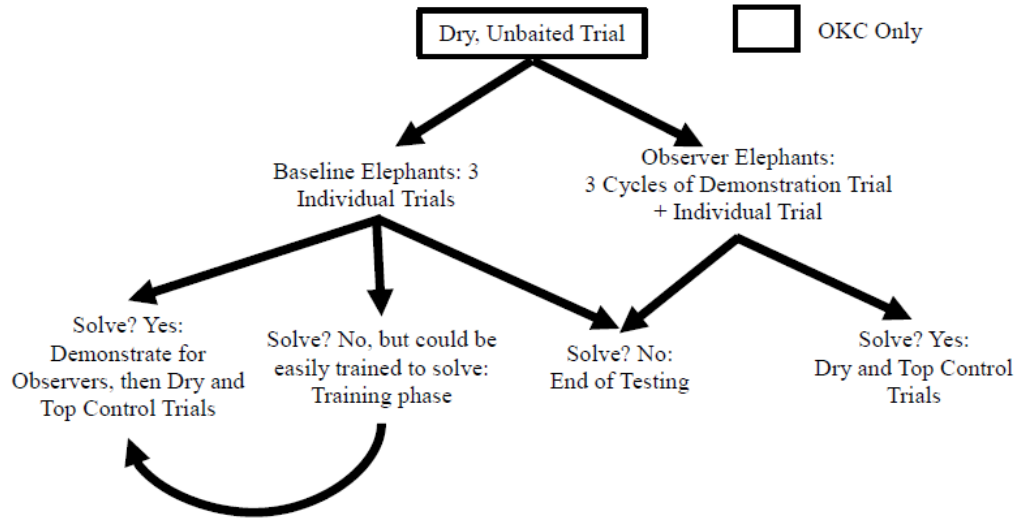 Dry, Unbaited Trial
OKC Only
Baseline Elephants: 3
Individual Trials
Observer Elephants:
3 Cycles of Demonstration Trial
+ Individual Trial
Solve? Yes:
Demonstrate for
Observers, then Dry and
Top Control Trials
Solve? No, but could be
easily trained to solve:
Training phase
Solve? No:
End of Testing
Solve? Yes:
Dry and Top Control
Trials